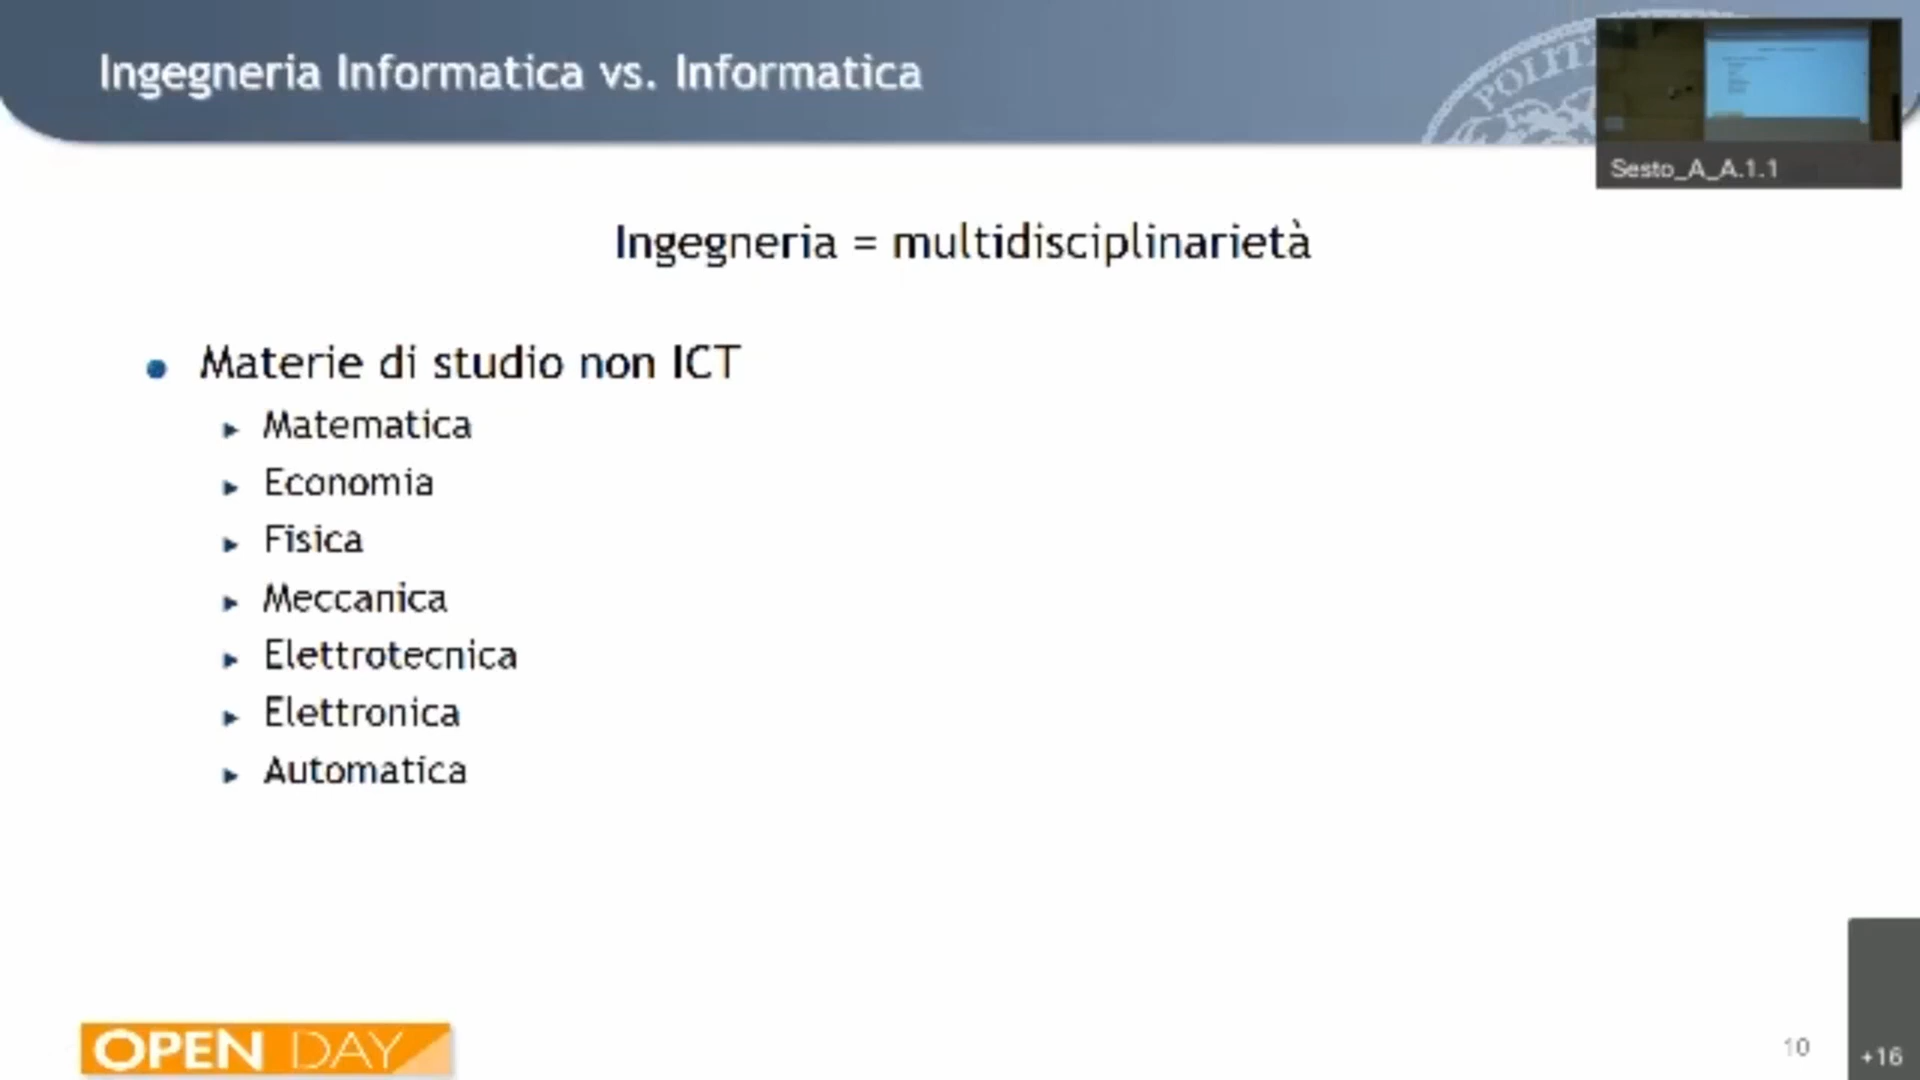 Ingegneria Informatica vs. Informatica
POLIT
Sesto_A_A.1.1
Ingegneria = multidisciplinarietà
Materie di studio non ICT
Matematica
Economia
Fisica
Meccanica
Elettrotecnica
Elettronica
Automatica
OPEN DAY
10
+16